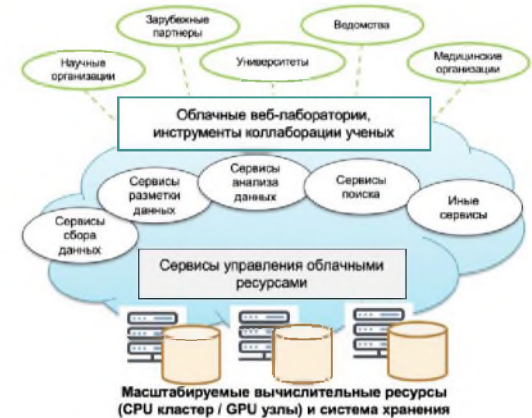 Зарубежные
партнеры
Ведомства
Научные
организации
Университеты
Медицинские
организации
Облачные веб-лаборатории,
инструменты коллаборации ученых
Сервисы
разметки
данных
Сервисы
анализа
данных
Сервисы
поиска
Иные
сервисы
Сервисы
сбора
данных
Сервисы управления облачными
ресурсами
Масштабируемые вычислительные ресурсы
(CPU кластер / GPU узлы) и система хранения